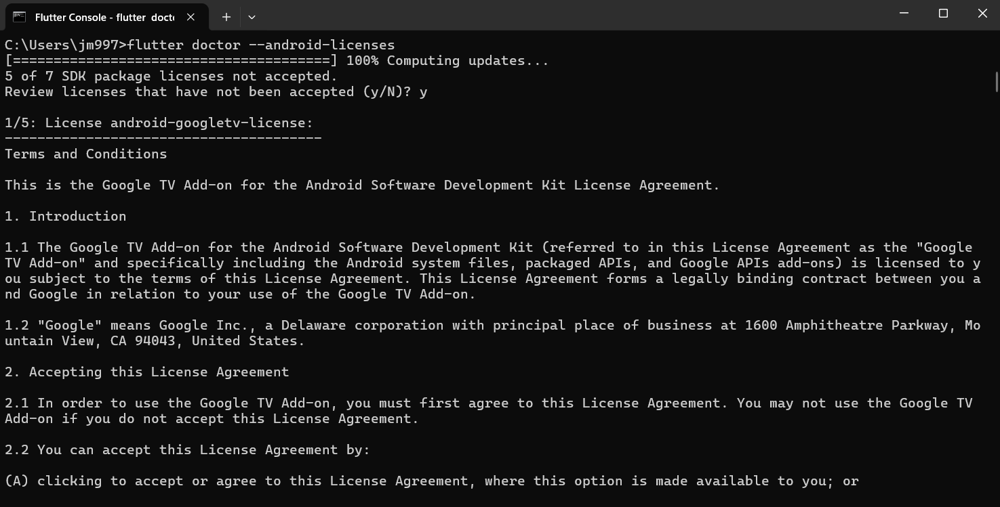 Flutter Console - flutter doct
C:\Users\jm997>flutter doctor --android-licenses
[=======================================] 100% Computing updates...
5 of 7 SDK package licenses not accepted.
Review licenses that have not been accepted (y/N)? y
1/5: License android-googletv-license:
---------------------------------------
Terms and Conditions
This is the Google TV Add-on for the Android Software Development Kit License Agreement.
1. Introduction
1.1 The Google TV Add-on for the Android Software Development Kit (referred to in this License Agreement as the "Google
TV Add-on" and specifically including the Android system files, packaged APIs, and Google APIs add-ons) is licensed to y
ou subject to the terms of this License Agreement. This License Agreement forms a legally binding contract between you a
nd Google in relation to your use of the Google TV Add-on.
1.2 "Google" means Google Inc., a Delaware corporation with principal place of business at 1600 Amphitheatre Parkway, Mo
untain View, CA 94043, United States.
2. Accepting this License Agreement
2.1 In order to use the Google TV Add-on, you must first agree to this License Agreement. You may not use the Google TV
Add-on if you do not accept this License Agreement.
2.2 You can accept this License Agreement by:
(A) clicking to accept or agree to this License Agreement, where this option is made available to you; or